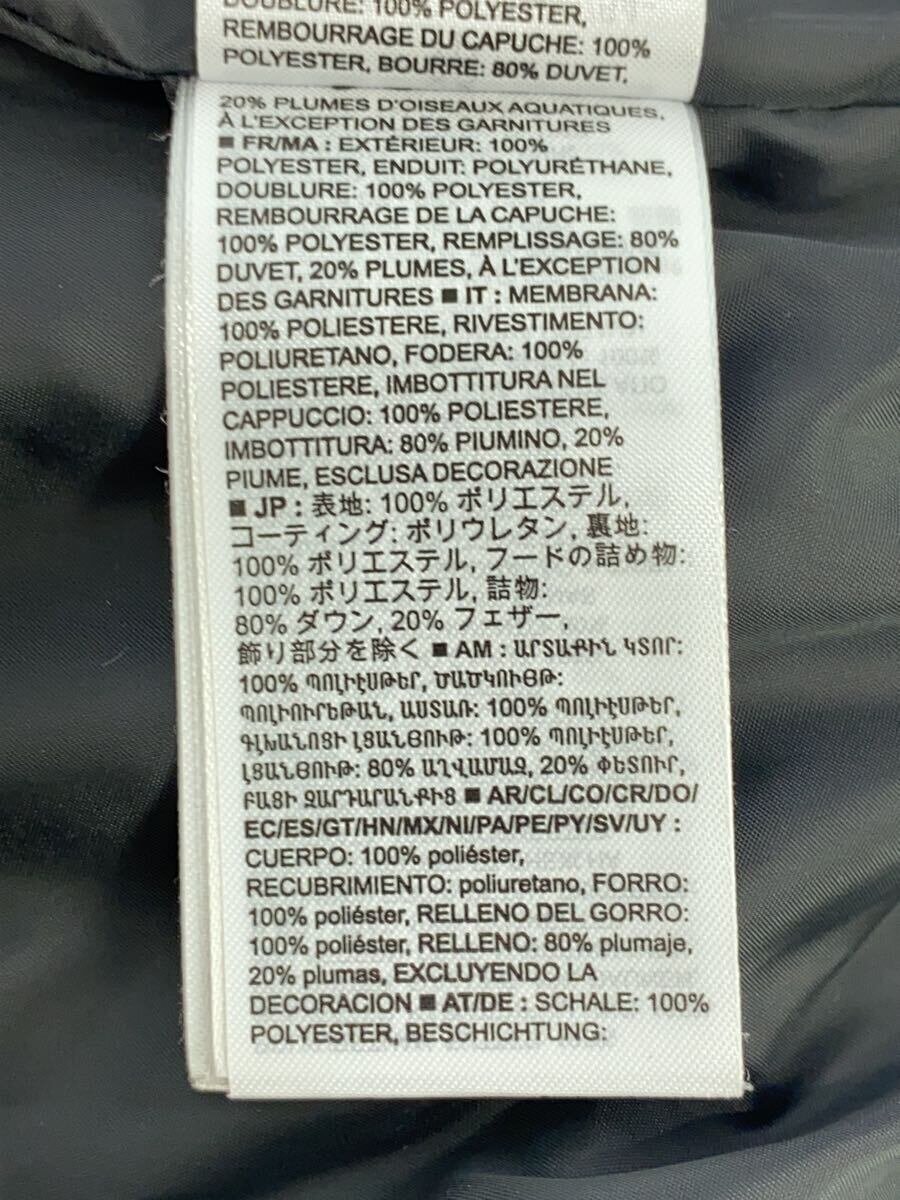 DOUBLURE: 100% POLYESTER,
REMBOURRAGE DU CAPUCHE: 100%
POLYESTER, BOURRE: 80% DUVET,
20% PLUMES D'OISEAUX AQUATIQUES,
À L'EXCEPTION DES GARNITURES
■ FR/MA : EXTÉRIEUR: 100%
POLYESTER, ENDUIT: POLYURÉTHANE,
DOUBLURE: 100% POLYESTER,
REMBOURRAGE DE LA CAPUCHE:
100% POLYESTER, REMPLISSAGE: 80%
DUVET, 20% PLUMES, À L'EXCEPTION
DES GARNITURES ■ IT : MEMBRANA:
100% POLIESTERE, RIVESTIMENTO:
POLIURETANO, FODERA: 100%
POLIESTERE, IMBOTTITURA NEL
CAPPUCCIO: 100% POLIESTERE,
IMBOTTITURA: 80% PIUMINO, 20%
PIUME, ESCLUSA DECORAZIONE
■ JP : 表地: 100% ポリエステル,
コーティング: ポリウレタン, 裏地:
100% ポリエステル, フードの詰め物:
100% ポリエステル, 詰物:
80% ダウン, 20% フェザー,
飾り部分を除く ■ AM : ԱՐՏԱՔԻՆ ԿՏՈՐ:
100% ՊՈԼԻԷՍԹԵՐ, ԾԱԾԿՈՒՅԹ:
ՊՈԼԻՈՒՐԵԹԱՆ, ԱՍՏԱՌ: 100% ՊՈԼԻԷՍԹԵՐ,
ԳԼԽԱՆՈՑԻ ԼՑԱՆՅՈՒԹ: 100% ՊՈԼԻԷՍԹԵՐ,
ԼՑԱՆՅՈՒԹ: 80% ԱՂՎԱՄԱԶ, 20% ՓԵՏՈՒՐ,
ԲԱՑԻ ԶԱՐԴԱՐԱՆՔԻՑ ■ AR/CL/CO/CR/DO/
EC/ES/GT/HN/MX/NI/PA/PE/PY/SV/UY :
CUERPO: 100% poliéster,
RECUBRIMIENTO: poliuretano, FORRO:
100% poliéster, RELLENO DEL GORRO:
100% poliéster, RELLENO: 80% plumaje,
20% plumas, EXCLUYENDO LA
DECORACION ■ AT/DE : SCHALE: 100%
POLYESTER, BESCHICHTUNG: